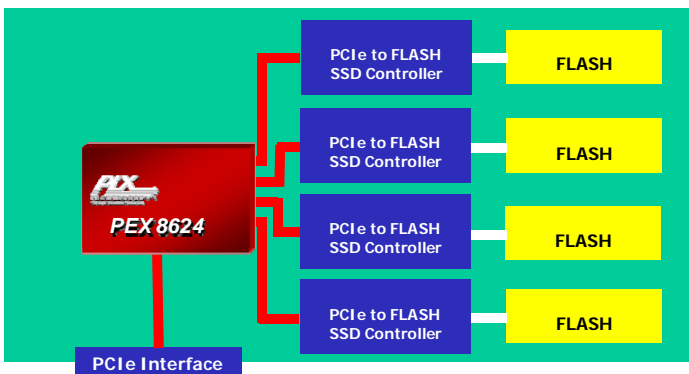 PCIe to FLASH
SSD Controller
FLASH
PCIe to FLASH
SSD Controller
FLASH
PLX
PEX 8624
PCIe to FLASH
SSD Controller
FLASH
PCIe to FLASH
SSD Controller
FLASH
PCIe Interface